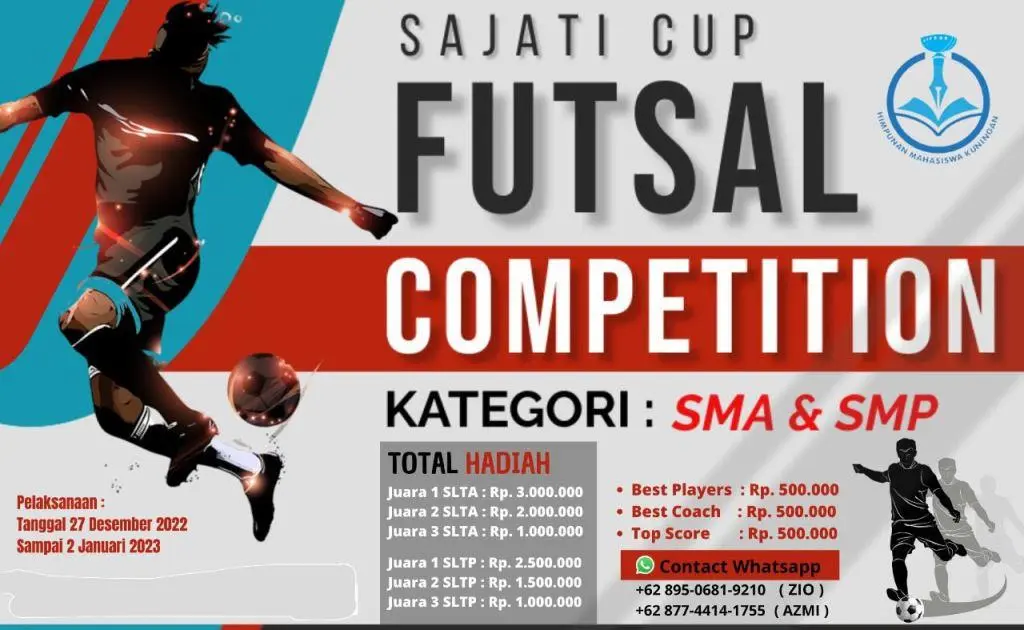 SAJATI CUP
FUTSAL
COMPETITION
HIMPUNAN MAHASISWA KUNINGAN
KATEGORI : SMA & SMP
TOTAL HADIAH
Juara 1 SLTA : Rp. 3.000.000
Juara 2 SLTA : Rp. 2.000.000
Juara 3 SLTA : Rp. 1.000.000
Juara 1 SLTP : Rp. 2.500.000
Juara 2 SLTP : Rp. 1.500.000
Juara 3 SLTP : Rp. 1.000.000
• Best Players : Rp. 500.000
• Best Coach : Rp. 500.000
• Top Score : Rp. 500.000
Contact Whatsapp
+62 895-0681-9210 ( ZIO )
+62 877-4414-1755 ( AZMI )
Pelaksanaan :
Tanggal 27 Desember 2022
Sampai 2 Januari 2023